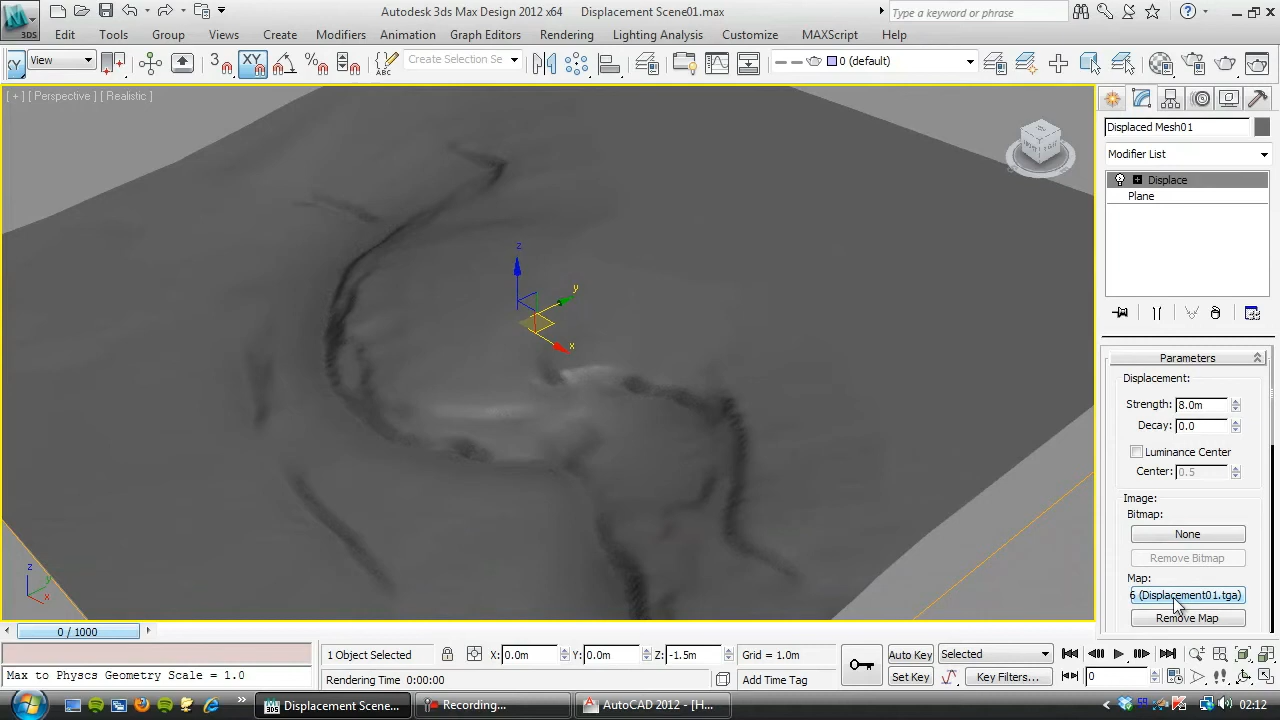 Autodesk 3ds Max Design 2012 x64 Displacement Scene01.max
Type a keyword or phrase
3DS
Edit Tools Group Views Create Modifiers Animation Graph Editors Rendering Lighting Analysis Customize MAXScript Help
View
3
XY
%
ABC
Create Selection Se
0 (default)
[ + ] [ Perspective ] [ Realistic ]
Displaced Mesh01
Modifier List
Displace
Plane
z
y
x
Parameters
Displacement:
Strength: 8.0m
Decay: 0.0
Luminance Center
Center: 0.5
Image:
Bitmap:
None
Remove Bitmap
Map:
6 (Displacement01.tga)
Remove Map
z
y
x
0 / 1000
1 Object Selected
X: 0.0m
Y: 0.0m
Z: -1.5m
Grid = 1.0m
Auto Key
Selected
Max to Physcs Geometry Scale = 1.0
Rendering Time 0:00:00
Add Time Tag
Set Key
Key Filters...
0
Displacement Scene...
Recording...
AutoCAD 2012 - [H...
02:12